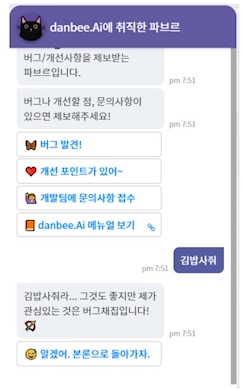 danbee.Ai에 취직한 파브르
버그/개선사항을 제보받는
파브르입니다.
pm 7:51
버그나 개선할 점, 문의사항이
있으면 제보해주세요!
pm 7:51
버그 발견!
개선 포인트가 있어~
개발팀에 문의사항 접수
danbee.Ai 메뉴얼 보기
김밥사줘
pm 7:51
김밥사줘라... 그것도 좋지만 제가
관심있는 것은 버그채집입니다!
pm 7:51
알겠어. 본론으로 돌아가자.